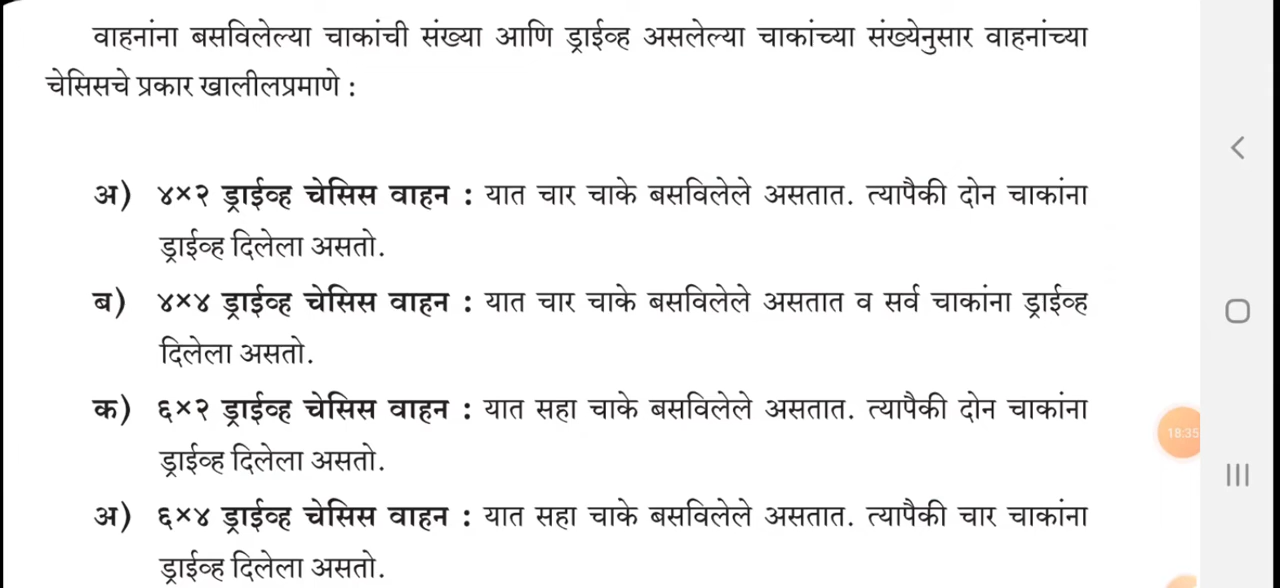 वाहनांना बसविलेल्या चाकांची संख्या आणि ड्राईव्ह असलेल्या चाकांच्या संख्येनुसार वाहनांच्या
चेसिसचे प्रकार खालीलप्रमाणे :
अ) ४×२ ड्राईव्ह चेसिस वाहन : यात चार चाके बसविलेले असतात. त्यापैकी दोन चाकांना
ड्राईव्ह दिलेला असतो.
ब) ४×४ ड्राईव्ह चेसिस वाहन : यात चार चाके बसविलेले असतात व सर्व चाकांना ड्राईव्ह
दिलेला असतो.
क) ६×२ ड्राईव्ह चेसिस वाहन : यात सहा चाके बसविलेले असतात. त्यापैकी दोन चाकांना
ड्राईव्ह दिलेला असतो.
18:35
अ) ६×४ ड्राईव्ह चेसिस वाहन : यात सहा चाके बसविलेले असतात. त्यापैकी चार चाकांना
ड्राईव्ह दिलेला असतो.